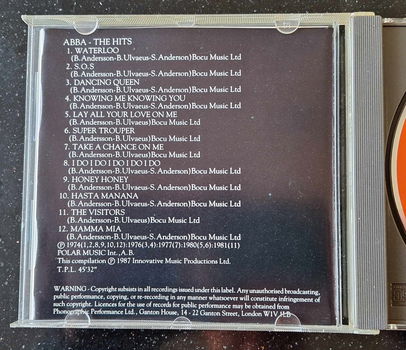 ABBA - THE HITS
1. WATERLOO
(B.Andersson-B.Ulvaeus-S.Anderson)Bocu Music Ltd
2. S.O.S
(B.Andersson-B.Ulvaeus-S.Anderson)Bocu Music Ltd
3. DANCING QUEEN
(B.Andersson-B.Ulvaeus-S.Anderson)Bocu Music Ltd
4. KNOWING ME KNOWING YOU
(B.Andersson-B.Ulvaeus-S.Anderson)Bocu Music Ltd
5. LAY ALL YOUR LOVE ON ME
(B.Andersson-B.Ulvaeus)Bocu Music Ltd
6. SUPER TROUPER
(B.Andersson-B.Ulvaeus)Bocu Music Ltd
7. TAKE A CHANCE ON ME
(B.Andersson-B.Ulvaeus)Bocu Music Ltd
8. I DO I DO I DO I DO I DO
(B.Andersson-B.Ulvaeus-S.Anderson)Bocu Music Ltd
9. HONEY HONEY
(B.Andersson-B.Ulvaeus-S.Anderson)Bocu Music Ltd
10. HASTA MANANA
(B.Andersson-B.Ulvaeus-S.Anderson)Bocu Music Ltd
11. THE VISITORS
(B.Andersson-B.Ulvaeus)Bocu Music Ltd
12. MAMMA MIA
(B.Andersson-B.Ulvaeus-S.Anderson)Bocu Music Ltd
℗ 1974(1,2,8,9,10,12):1976(3,4):1977(7):1980(5,6):1981(11)
POLAR MUSIC Int., A.B.
This compilation ℗ 1987 Innovative Music Productions Ltd.
T.P.L. 45'32"
WARNING - Copyright subsists in all recordings issued under this label. Any unauthorised broadcasting,
public performance, copying, or re-recording in any manner whatsoever will constitute infringement of
such copyright. Licences for the use of records for public performance may be obtained from
Phonographic Performance Ltd., Ganton House, 14 - 22 Ganton Street, London W1V 1LB